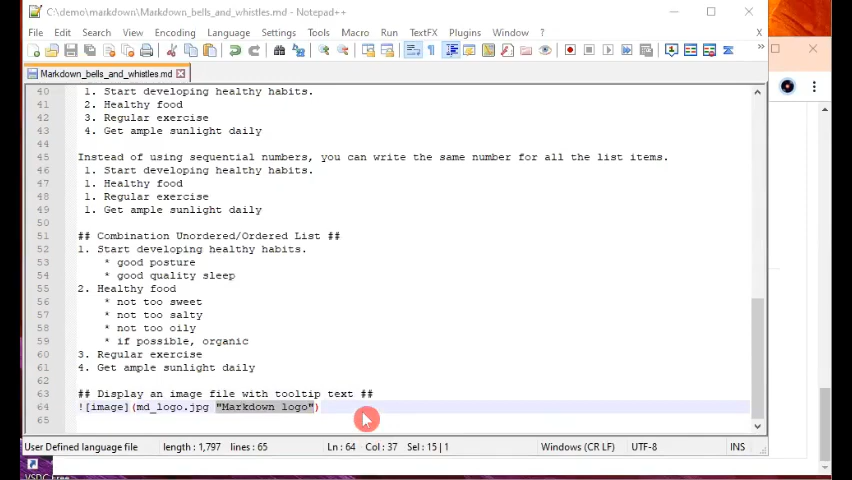 C:\demo\markdown\Markdown_bells_and_whistles.md - Notepad++
File Edit Search View Encoding Language Settings Tools Macro Run TextFX Plugins Window ?
Markdown_bells_and_whistles.md
40 1. Start developing healthy habits.
41 2. Healthy food
42 3. Regular exercise
43 4. Get ample sunlight daily
44
45 Instead of using sequential numbers, you can write the same number for all the list items.
46 1. Start developing healthy habits.
47 1. Healthy food
48 1. Regular exercise
49 1. Get ample sunlight daily
50
51 ## Combination Unordered/Ordered List ##
52 1. Start developing healthy habits.
53 * good posture
54 * good quality sleep
55 2. Healthy food
56 * not too sweet
57 * not too salty
58 * not too oily
59 * if possible, organic
60 3. Regular exercise
61 4. Get ample sunlight daily
62
63 ## Display an image file with tooltip text ##
64 ![image](md_logo.jpg "Markdown logo")
65
User Defined language file length : 1,797 lines : 65 Ln : 64 Col : 37 Sel : 15 | 1 Windows (CR LF) UTF-8 INS
VSDC Free